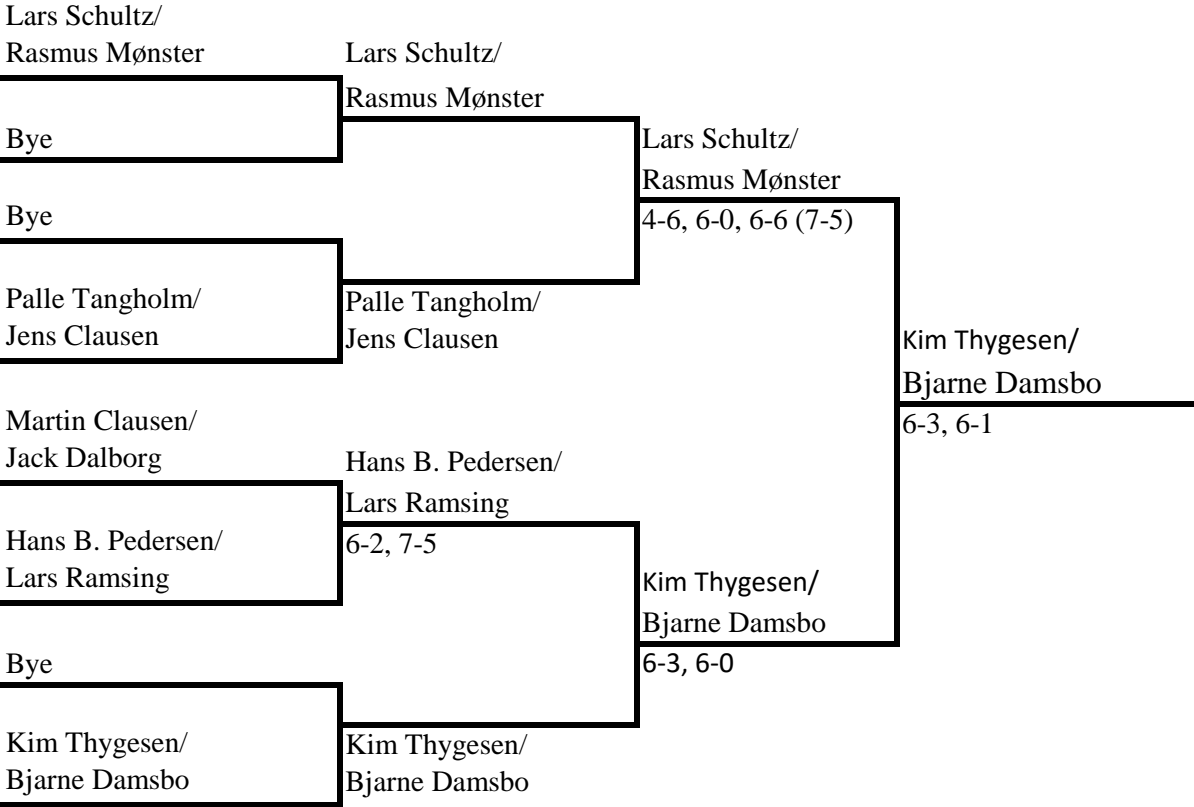 Lars Schultz/
Rasmus Mønster
Bye
Bye
Palle Tangholm/
Jens Clausen
Martin Clausen/
Jack Dalborg
Hans B. Pedersen/
Lars Ramsing
Bye
Kim Thygesen/
Bjarne Damsbo
Lars Schultz/
Rasmus Mønster
Palle Tangholm/
Jens Clausen
Hans B. Pedersen/
Lars Ramsing
6-2, 7-5
Kim Thygesen/
Bjarne Damsbo
Lars Schultz/
Rasmus Mønster
4-6, 6-0, 6-6 (7-5)
Kim Thygesen/
Bjarne Damsbo
6-3, 6-0
Kim Thygesen/
Bjarne Damsbo
6-3, 6-1